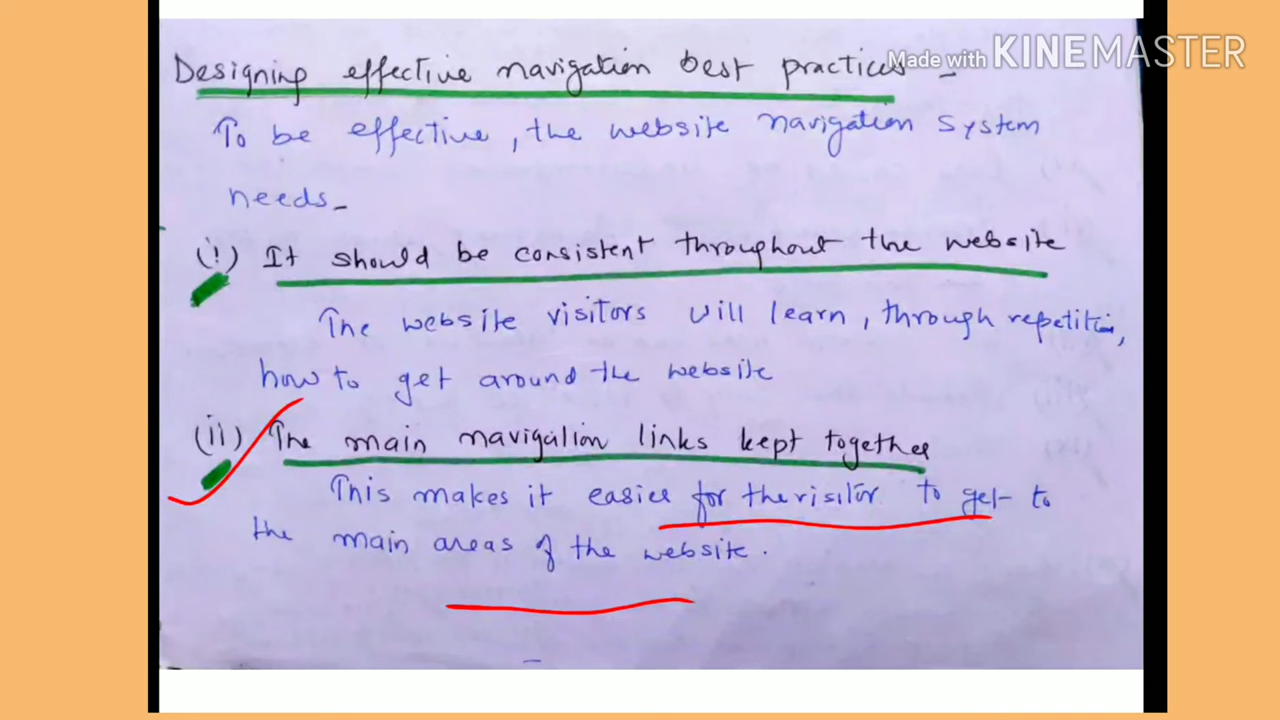 Made with KINEMASTER
Designing effective navigation best practices -
To be effective, the website navigation system
needs -
(i) It should be consistent throughout the website
The website visitors will learn, through repetition,
how to get around the website
(ii) The main navigation links kept together
This makes it easier for the visitor to get to
the main areas of the website.